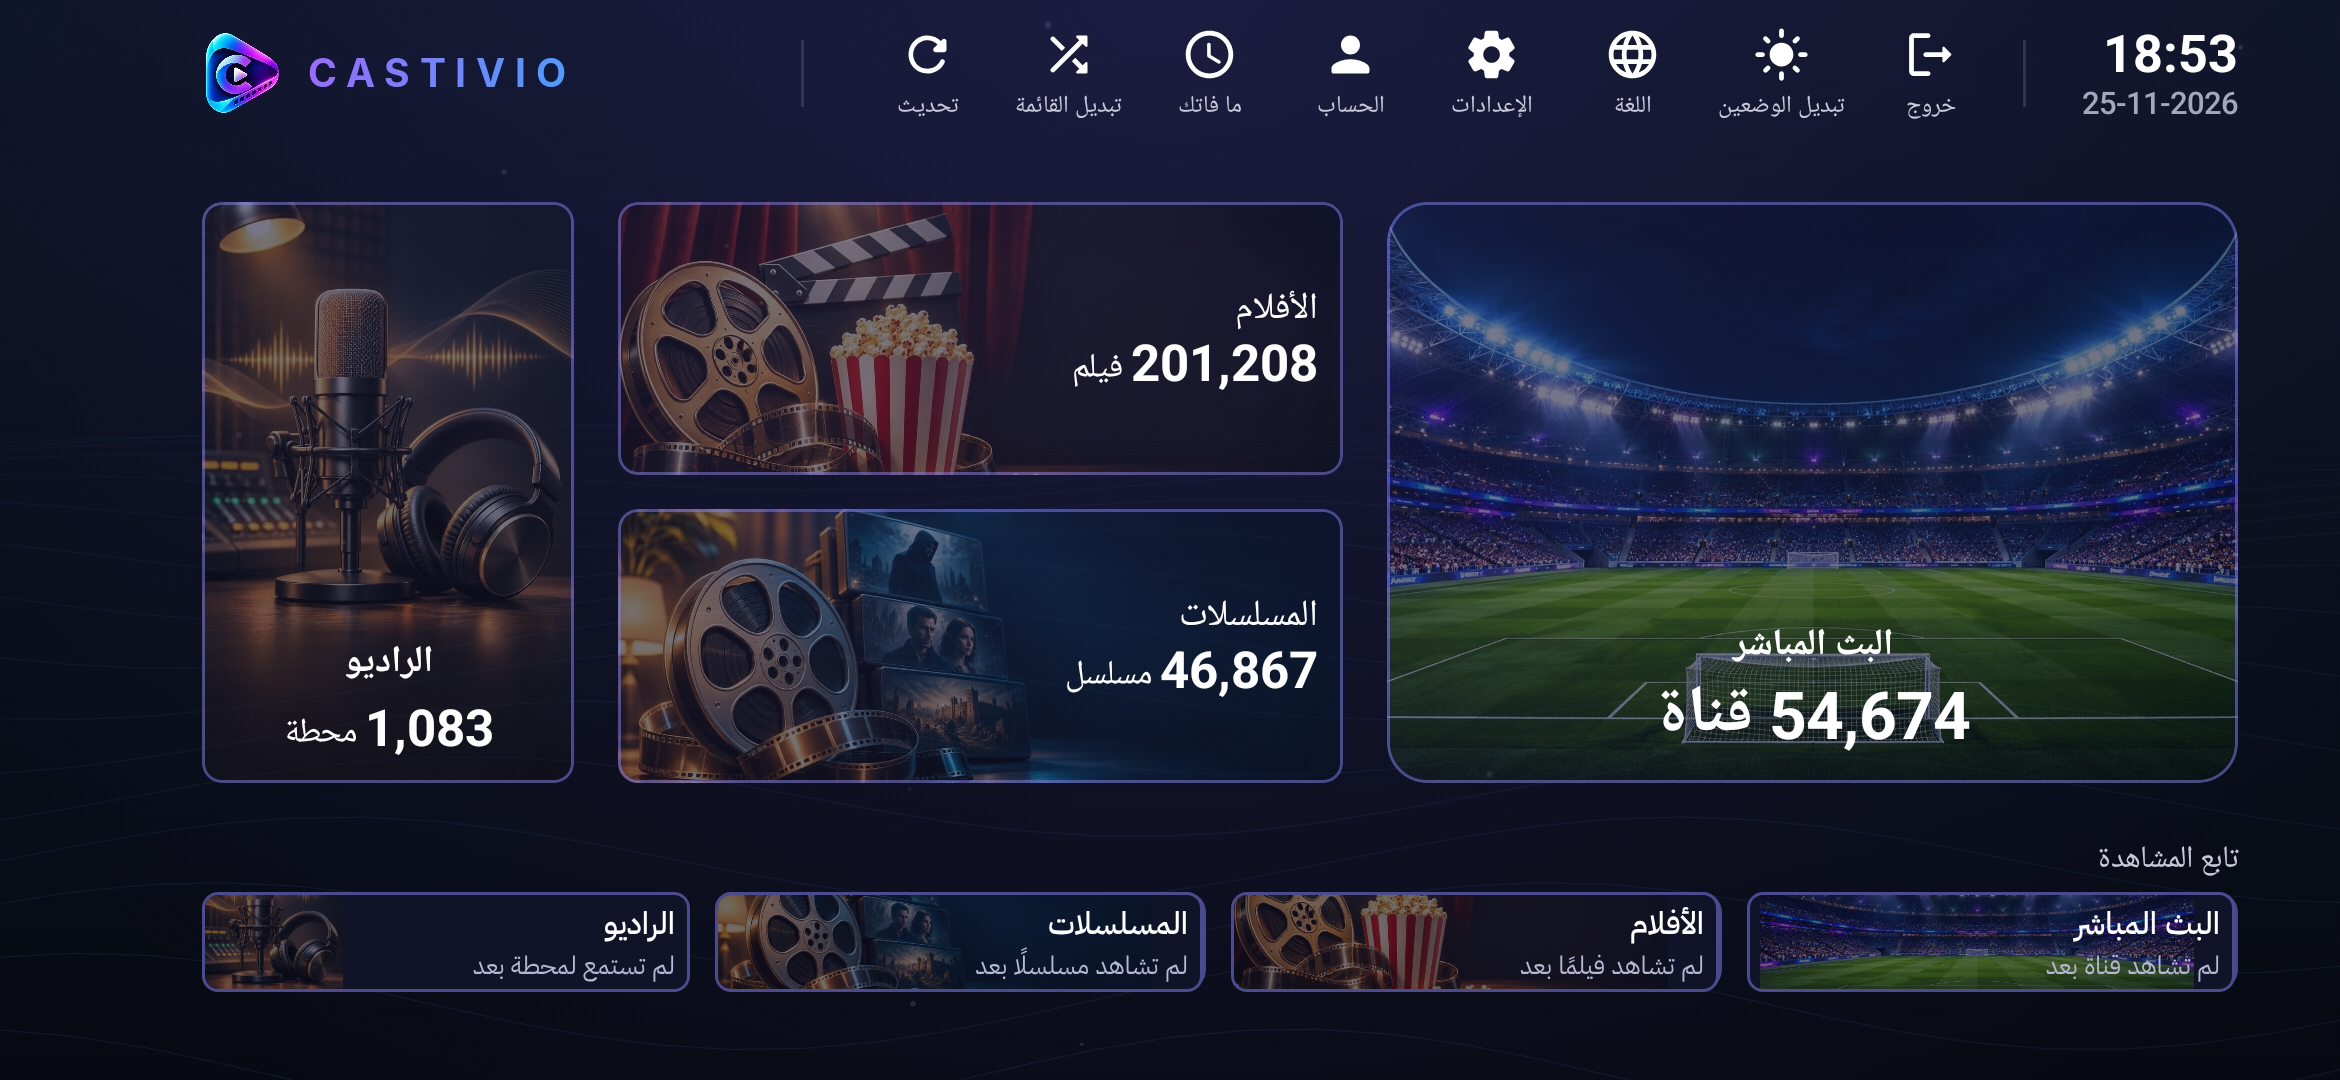 CASTIVIO
18:53
25-11-2026
خروج
تبديل الوضعين
اللغة
الإعدادات
الحساب
ما فاتك
تبديل القائمة
تحديث
البث المباشر
54,674 قناة
الأفلام
201,208 فيلم
المسلسلات
46,867 مسلسل
الراديو
1,083 محطة
تابع المشاهدة
البث المباشر
لم تشاهد قناة بعد
الأفلام
لم تشاهد فيلمًا بعد
المسلسلات
لم تشاهد مسلسلًا بعد
الراديو
لم تستمع لمحطة بعد